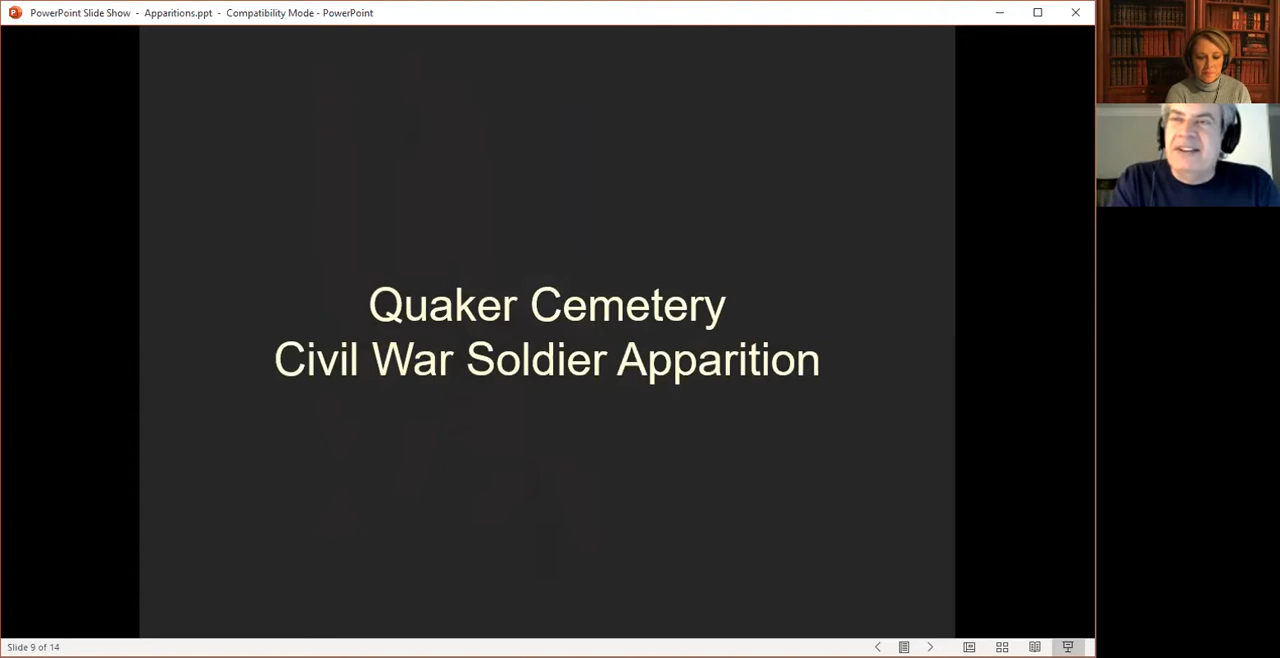 PowerPoint Slide Show - Apparitions.ppt - Compatibility Mode - PowerPoint
Quaker Cemetery
Civil War Soldier Apparition
Slide 9 of 14